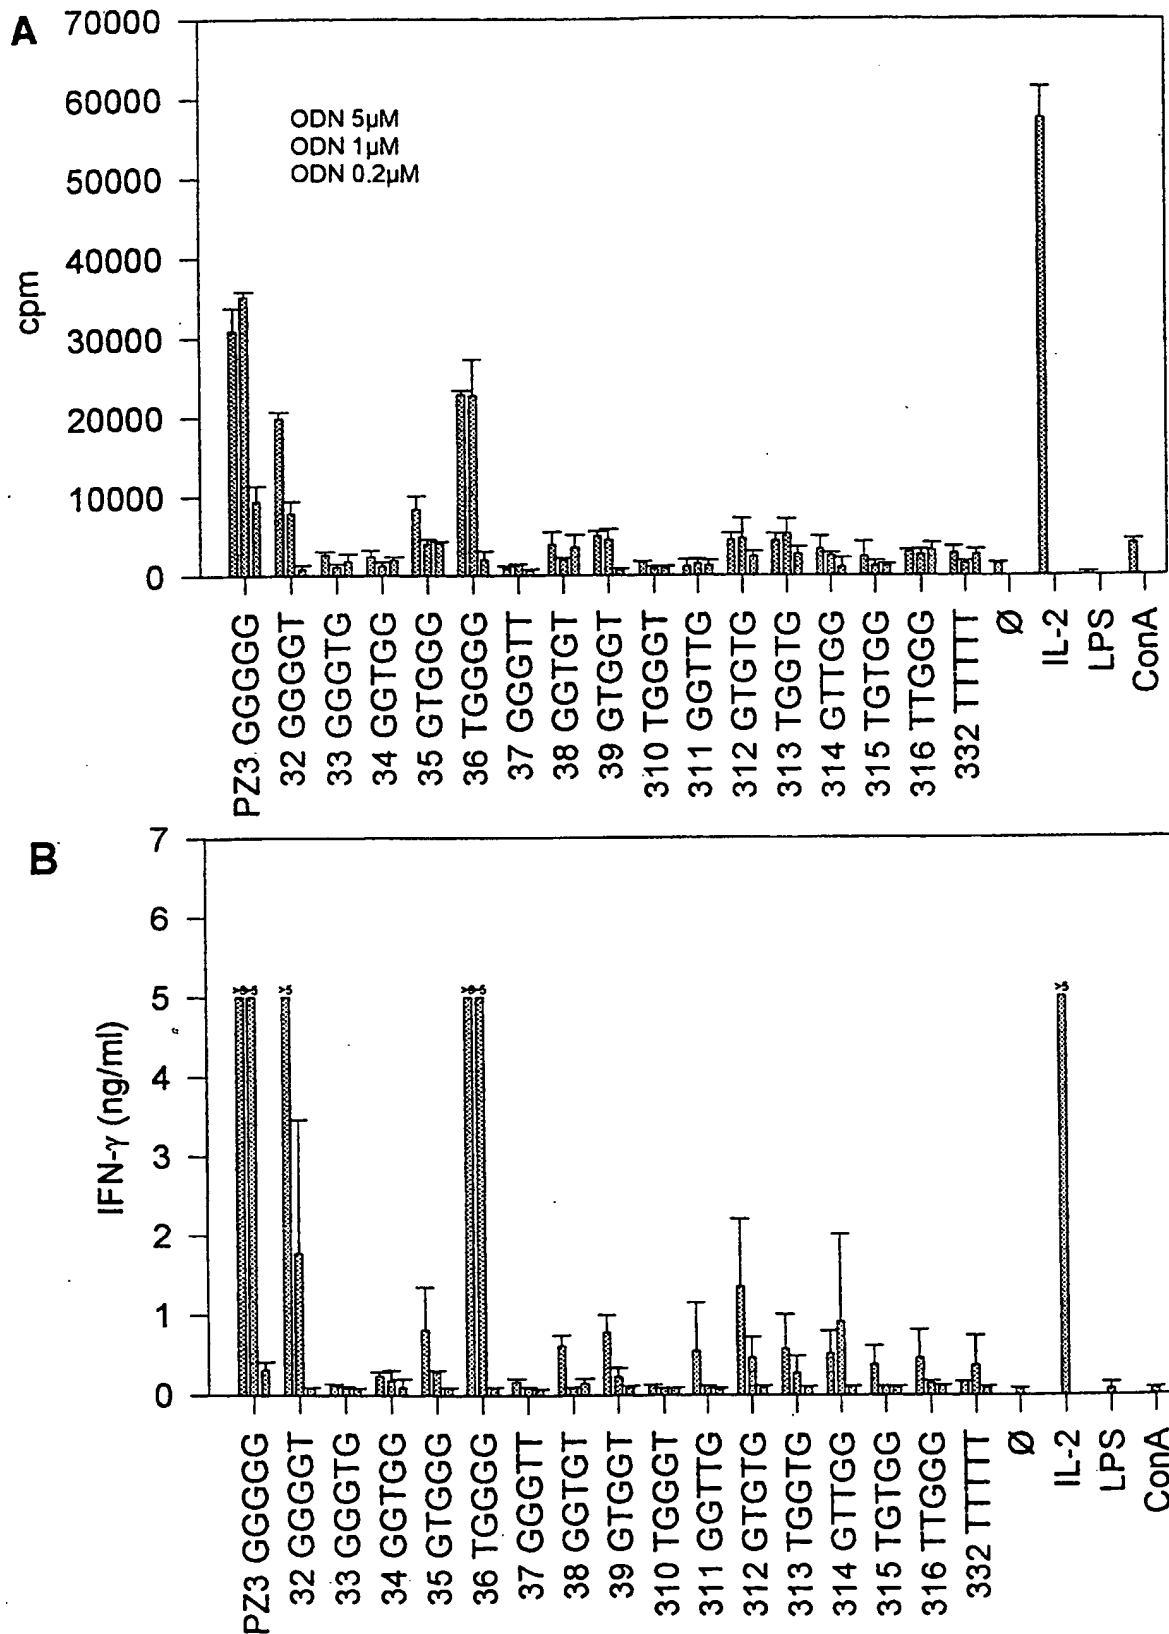 A
70000
60000
50000
40000
30000
20000
10000
0
cpm
ODN 5µM
ODN 1µM
ODN 0.2µM
PZ3 GGGGG
32 GGGGT
33 GGGTG
34 GGTGG
35 GTGGG
36 TGGGG
37 GGGTT
38 GGTGT
39 GTGGT
310 TGGGT
311 GGTTG
312 GTGTG
313 TGGTG
314 GTTGG
315 TGTGG
316 TTGGG
332 TTTTT
Ø
IL-2
LPS
ConA
B
7
6
5
4
3
2
1
0
IFN-γ (ng/ml)
>5
>5
PZ3 GGGGG
32 GGGGT
33 GGGTG
34 GGTGG
35 GTGGG
36 TGGGG
37 GGGTT
38 GGTGT
39 GTGGT
310 TGGGT
311 GGTTG
312 GTGTG
313 TGGTG
314 GTTGG
315 TGTGG
316 TTGGG
332 TTTTT
Ø
IL-2
LPS
ConA